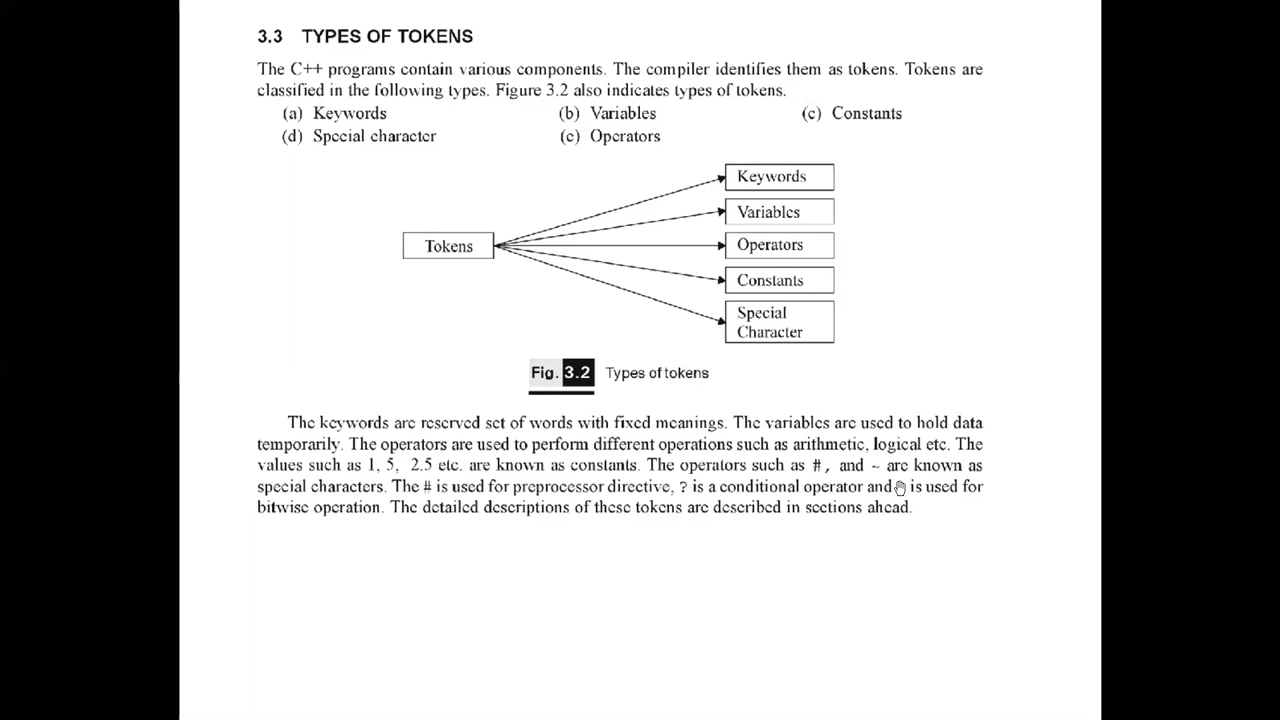 3.3 TYPES OF TOKENS
The C++ programs contain various components. The compiler identifies them as tokens. Tokens are
classified in the following types. Figure 3.2 also indicates types of tokens.
(a) Keywords (b) Variables (c) Constants
(d) Special character (e) Operators
Keywords
Variables
Tokens
Operators
Constants
Special
Character
Fig. 3.2 Types of tokens
The keywords are reserved set of words with fixed meanings. The variables are used to hold data
temporarily. The operators are used to perform different operations such as arithmetic, logical etc. The
values such as 1, 5, 2.5 etc. are known as constants. The operators such as #, and ~ are known as
special characters. The # is used for preprocessor directive, ? is a conditional operator and is used for
bitwise operation. The detailed descriptions of these tokens are described in sections ahead.